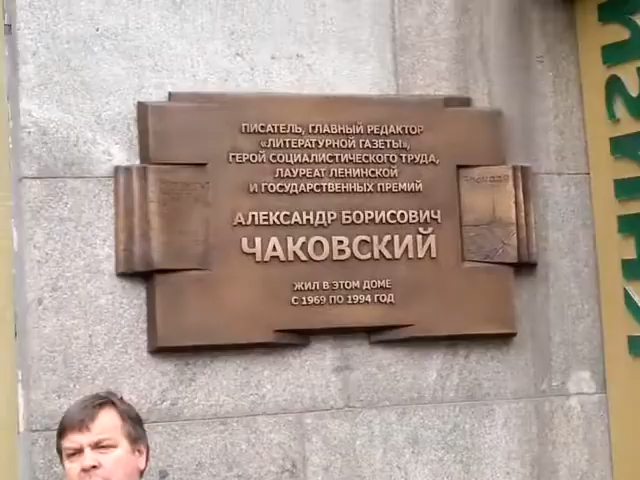 ПИСАТЕЛЬ, ГЛАВНЫЙ РЕДАКТОР
«ЛИТЕРАТУРНОЙ ГАЗЕТЫ»,
ГЕРОЙ СОЦИАЛИСТИЧЕСКОГО ТРУДА,
ЛАУРЕАТ ЛЕНИНСКОЙ
И ГОСУДАРСТВЕННЫХ ПРЕМИЙ
АЛЕКСАНДР БОРИСОВИЧ
ЧАКОВСКИЙ
ЖИЛ В ЭТОМ ДОМЕ
С 1969 ПО 1994 ГОД